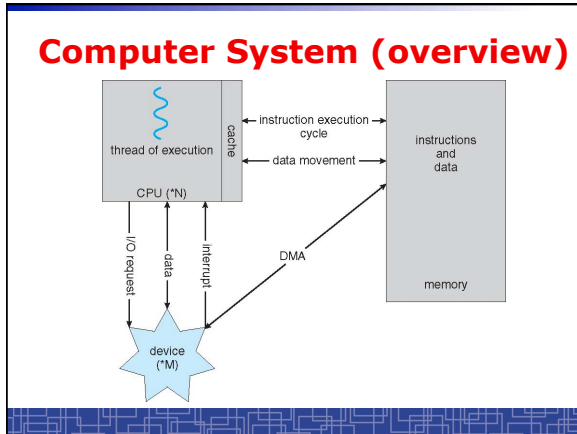 Computer System (overview)
thread of execution
cache
CPU (*N)
instruction execution
cycle
data movement
instructions
and
data
memory
I/O request
data
interrupt
DMA
device
(*M)